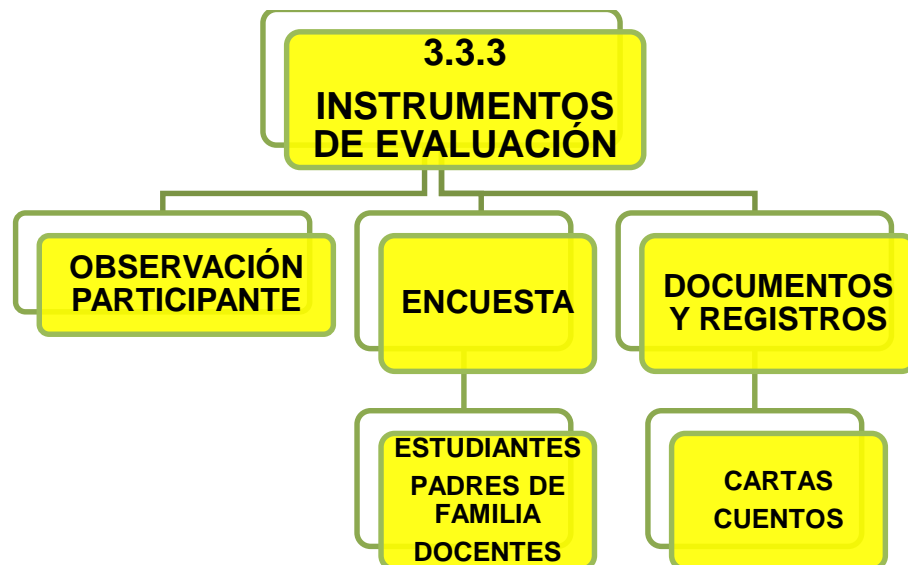 3.3.3
INSTRUMENTOS
DE EVALUACIÓN
OBSERVACIÓN
PARTICIPANTE
ENCUESTA
DOCUMENTOS
Y REGISTROS
ESTUDIANTES
PADRES DE
FAMILIA
DOCENTES
CARTAS
CUENTOS